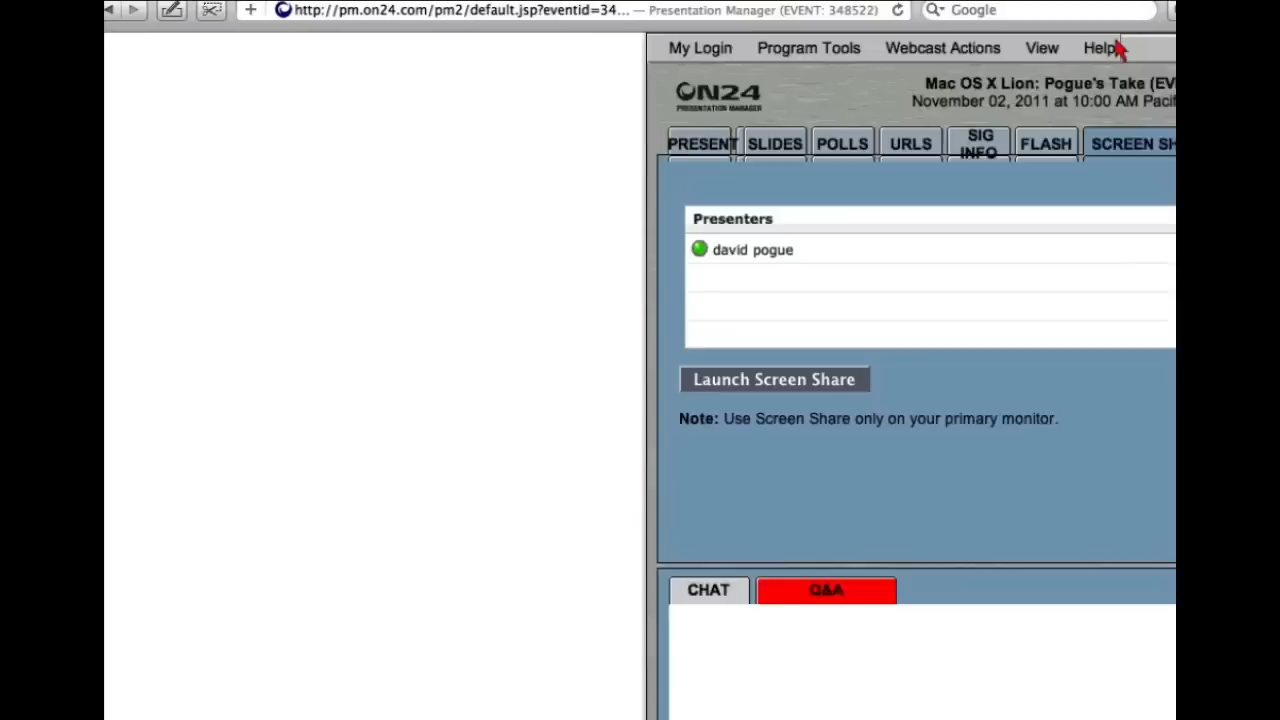 http://pm.on24.com/pm2/default.jsp?eventid=34... — Presentation Manager (EVENT: 348522)
Google
My Login Program Tools Webcast Actions View Help
ON24
PRESENTATION MANAGER
Mac OS X Lion: Pogue's Take (EV
November 02, 2011 at 10:00 AM Pacif
PRESENT SLIDES POLLS URLS SIG INFO FLASH SCREEN SH
Presenters
david pogue
Launch Screen Share
Note: Use Screen Share only on your primary monitor.
CHAT Q&A